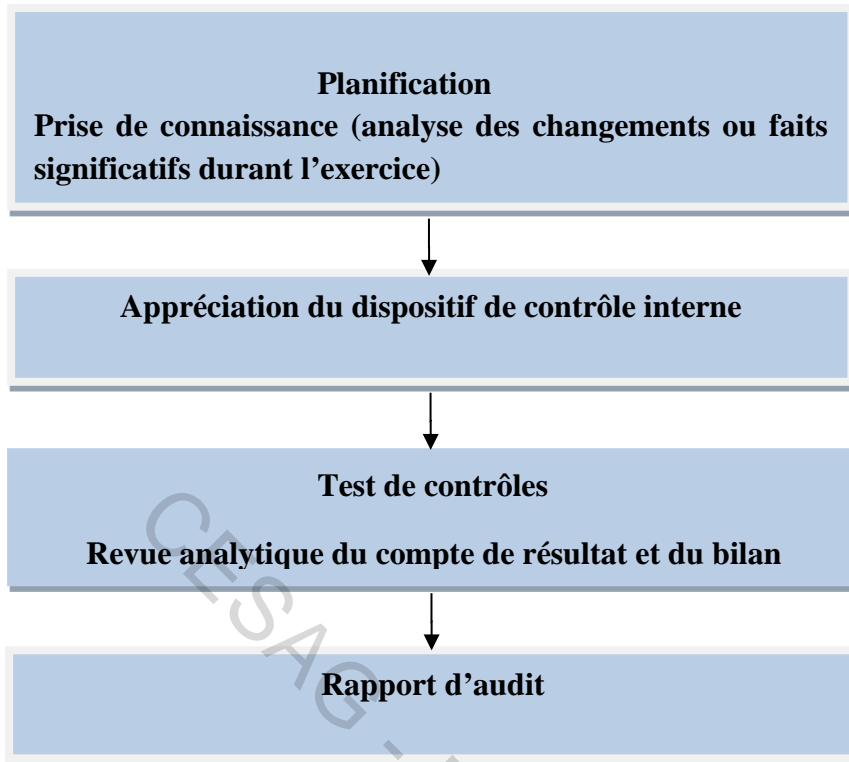 Planification
Prise de connaissance (analyse des changements ou faits
significatifs durant l’exercice)
Appréciation du dispositif de contrôle interne
Test de contrôles
Revue analytique du compte de résultat et du bilan
Rapport d’audit
CESAG -